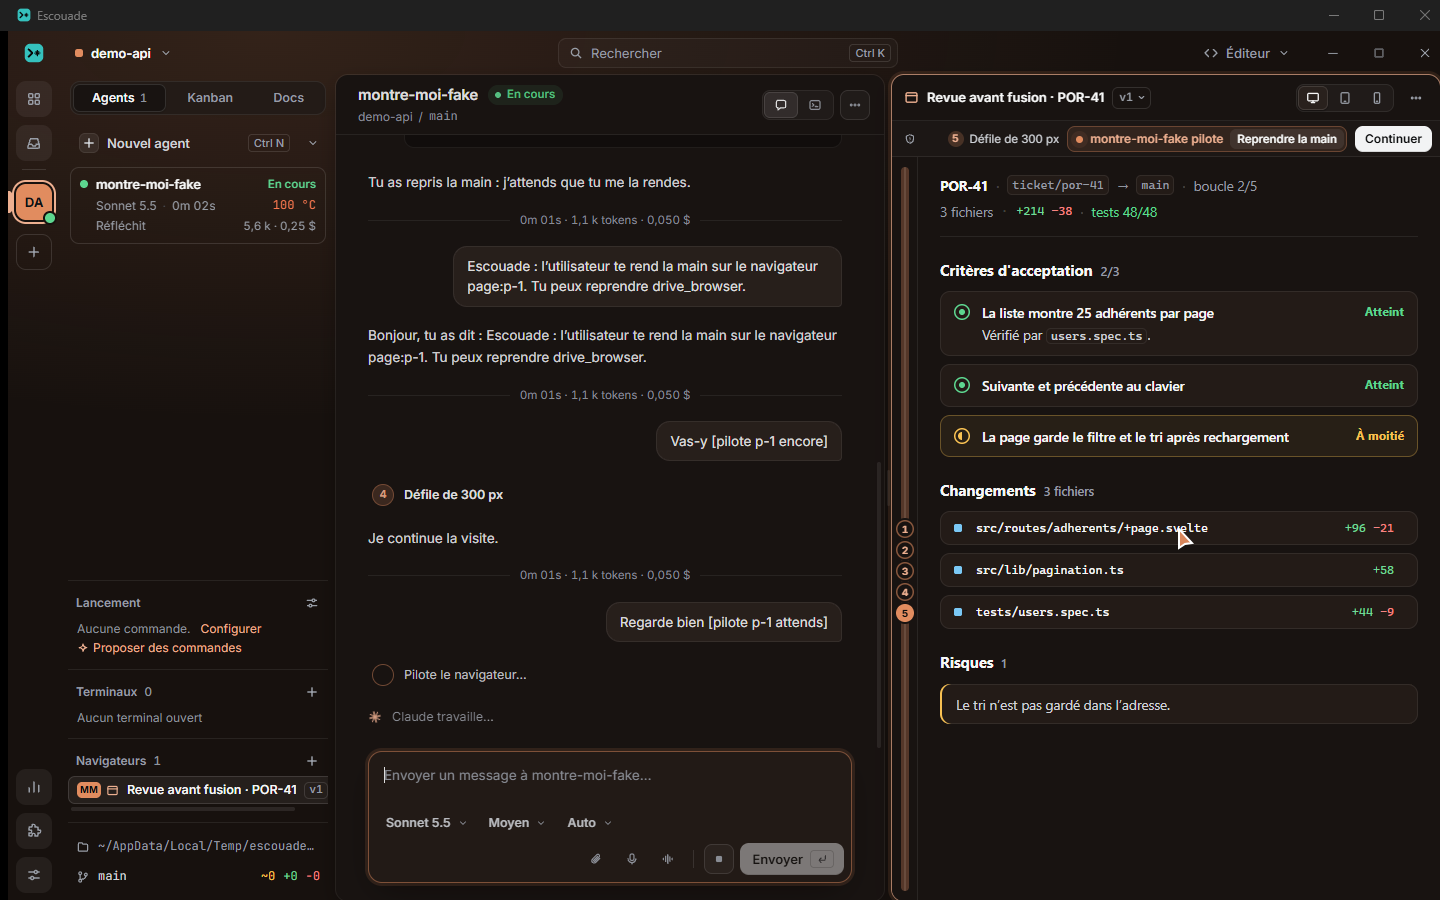 Escouade
demo-api
Rechercher
Ctrl K
Éditeur
Agents 1
Kanban
Docs
Nouvel agent
Ctrl N
DA
montre-moi-fake
En cours
Sonnet 5.5 · 0m 02s
100 °C
Réfléchit
5,6 k · 0,25 $
Lancement
Aucune commande. Configurer
Proposer des commandes
Terminaux 0
Aucun terminal ouvert
Navigateurs 1
MM
Revue avant fusion · POR-41
v1
~/AppData/Local/Temp/escouade…
main
~0 +0 -0
montre-moi-fake
En cours
demo-api / main
Tu as repris la main : j’attends que tu me la rendes.
0m 01s · 1,1 k tokens · 0,050 $
Escouade : l’utilisateur te rend la main sur le navigateur
page:p-1. Tu peux reprendre drive_browser.
Bonjour, tu as dit : Escouade : l’utilisateur te rend la main sur le navigateur
page:p-1. Tu peux reprendre drive_browser.
0m 01s · 1,1 k tokens · 0,050 $
Vas-y [pilote p-1 encore]
4 Défile de 300 px
Je continue la visite.
0m 01s · 1,1 k tokens · 0,050 $
Regarde bien [pilote p-1 attends]
Pilote le navigateur…
Claude travaille…
Envoyer un message à montre-moi-fake…
Sonnet 5.5
Moyen
Auto
Envoyer
Revue avant fusion · POR-41
v1
5 Défile de 300 px
montre-moi-fake pilote
Reprendre la main
Continuer
POR-41 · ticket/por-41 → main · boucle 2/5
3 fichiers · +214 −38 · tests 48/48
Critères d'acceptation 2/3
La liste montre 25 adhérents par page
Atteint
Vérifié par users.spec.ts.
Suivante et précédente au clavier
Atteint
La page garde le filtre et le tri après rechargement
À moitié
Changements 3 fichiers
src/routes/adherents/+page.svelte
+96 −21
src/lib/pagination.ts
+58
tests/users.spec.ts
+44 −9
1
2
3
4
5
Risques 1
Le tri n’est pas gardé dans l’adresse.